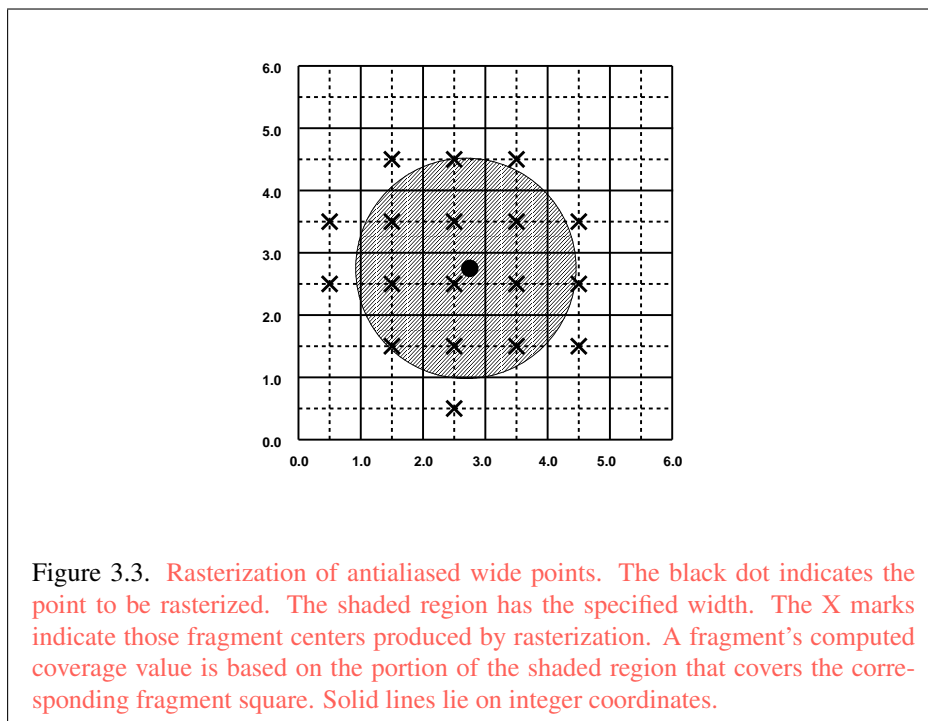 6.0
5.0
4.0
3.0
2.0
1.0
0.0
0.0 1.0 2.0 3.0 4.0 5.0 6.0
Figure 3.3. Rasterization of antialiased wide points. The black dot indicates the
point to be rasterized. The shaded region has the specified width. The X marks
indicate those fragment centers produced by rasterization. A fragment's computed
coverage value is based on the portion of the shaded region that covers the corre-
sponding fragment square. Solid lines lie on integer coordinates.